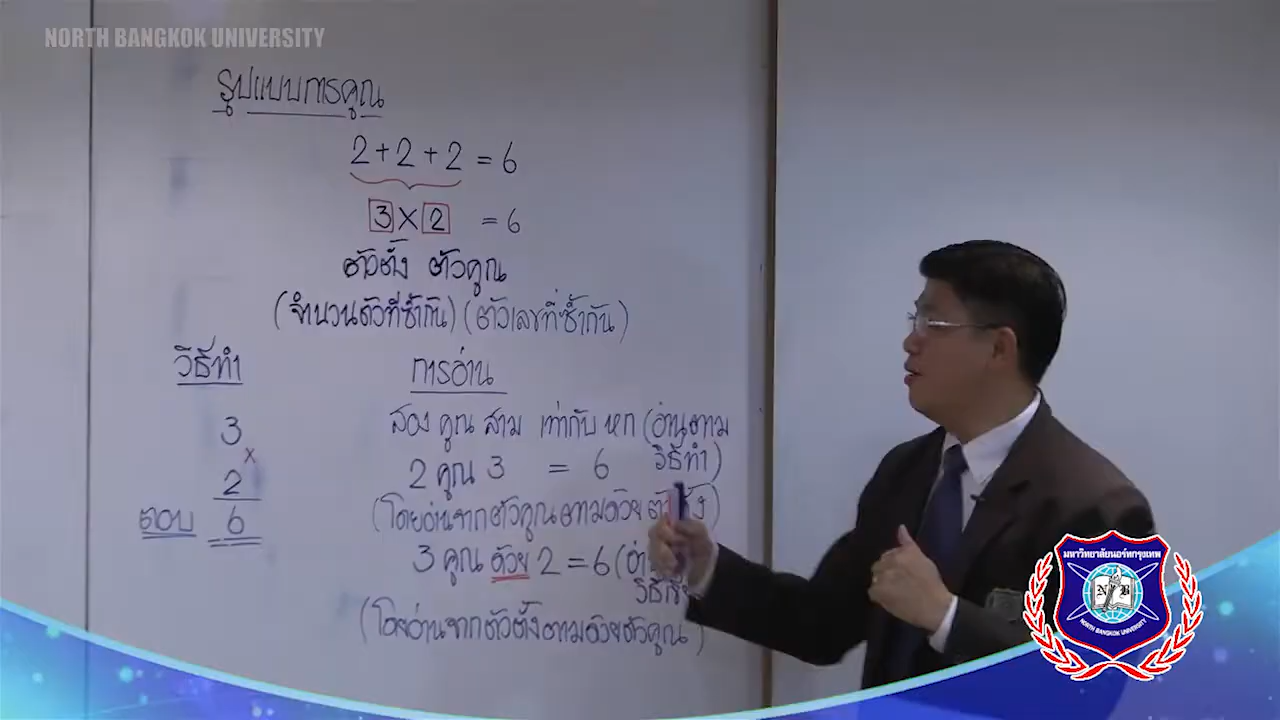 NORTH BANGKOK UNIVERSITY
รูปแบบการคูณ
2+2+2 = 6
3×2 = 6
ตัวตั้ง ตัวคูณ
(จำนวนตัวที่ซ้ำกัน) (ตัวเลขที่ซ้ำกัน)
วิธีทำ
3
×
2
ตอบ 6
การอ่าน
สอง คูณ สาม เท่ากับ หก (อ่านตาม
2 คูณ 3 = 6 วิธีทำ)
(โดยอ่านจากตัวคูณตามด้วยตัวตั้ง)
3 คูณ ด้วย 2 = 6
(โดยอ่านจากตัวตั้งตามด้วยตัวคูณ)
มหาวิทยาลัยนอร์ทกรุงเทพ
NORTH BANGKOK UNIVERSITY